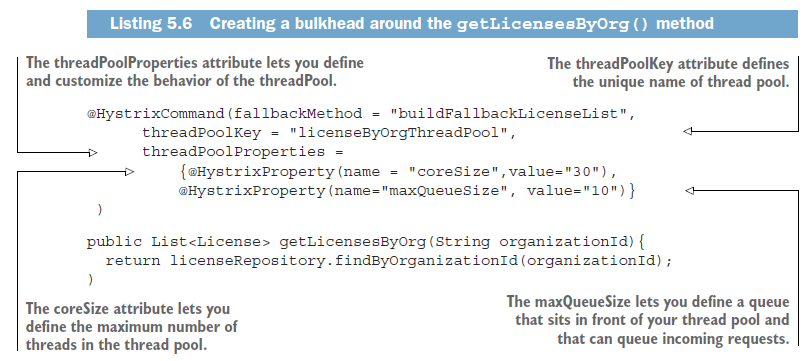 Listing 5.6 Creating a bulkhead around the getLicensesByOrg() method
The threadPoolProperties attribute lets you define
and customize the behavior of the threadPool.
The threadPoolKey attribute defines
the unique name of thread pool.
@HystrixCommand(fallbackMethod = "buildFallbackLicenseList",
threadPoolKey = "licenseByOrgThreadPool",
threadPoolProperties =
{@HystrixProperty(name = "coreSize",value="30"),
@HystrixProperty(name="maxQueueSize", value="10")}
)
public List<License> getLicensesByOrg(String organizationId){
return licenseRepository.findByOrganizationId(organizationId);
)
The coreSize attribute lets you
define the maximum number of
threads in the thread pool.
The maxQueueSize lets you define a queue
that sits in front of your thread pool and
that can queue incoming requests.